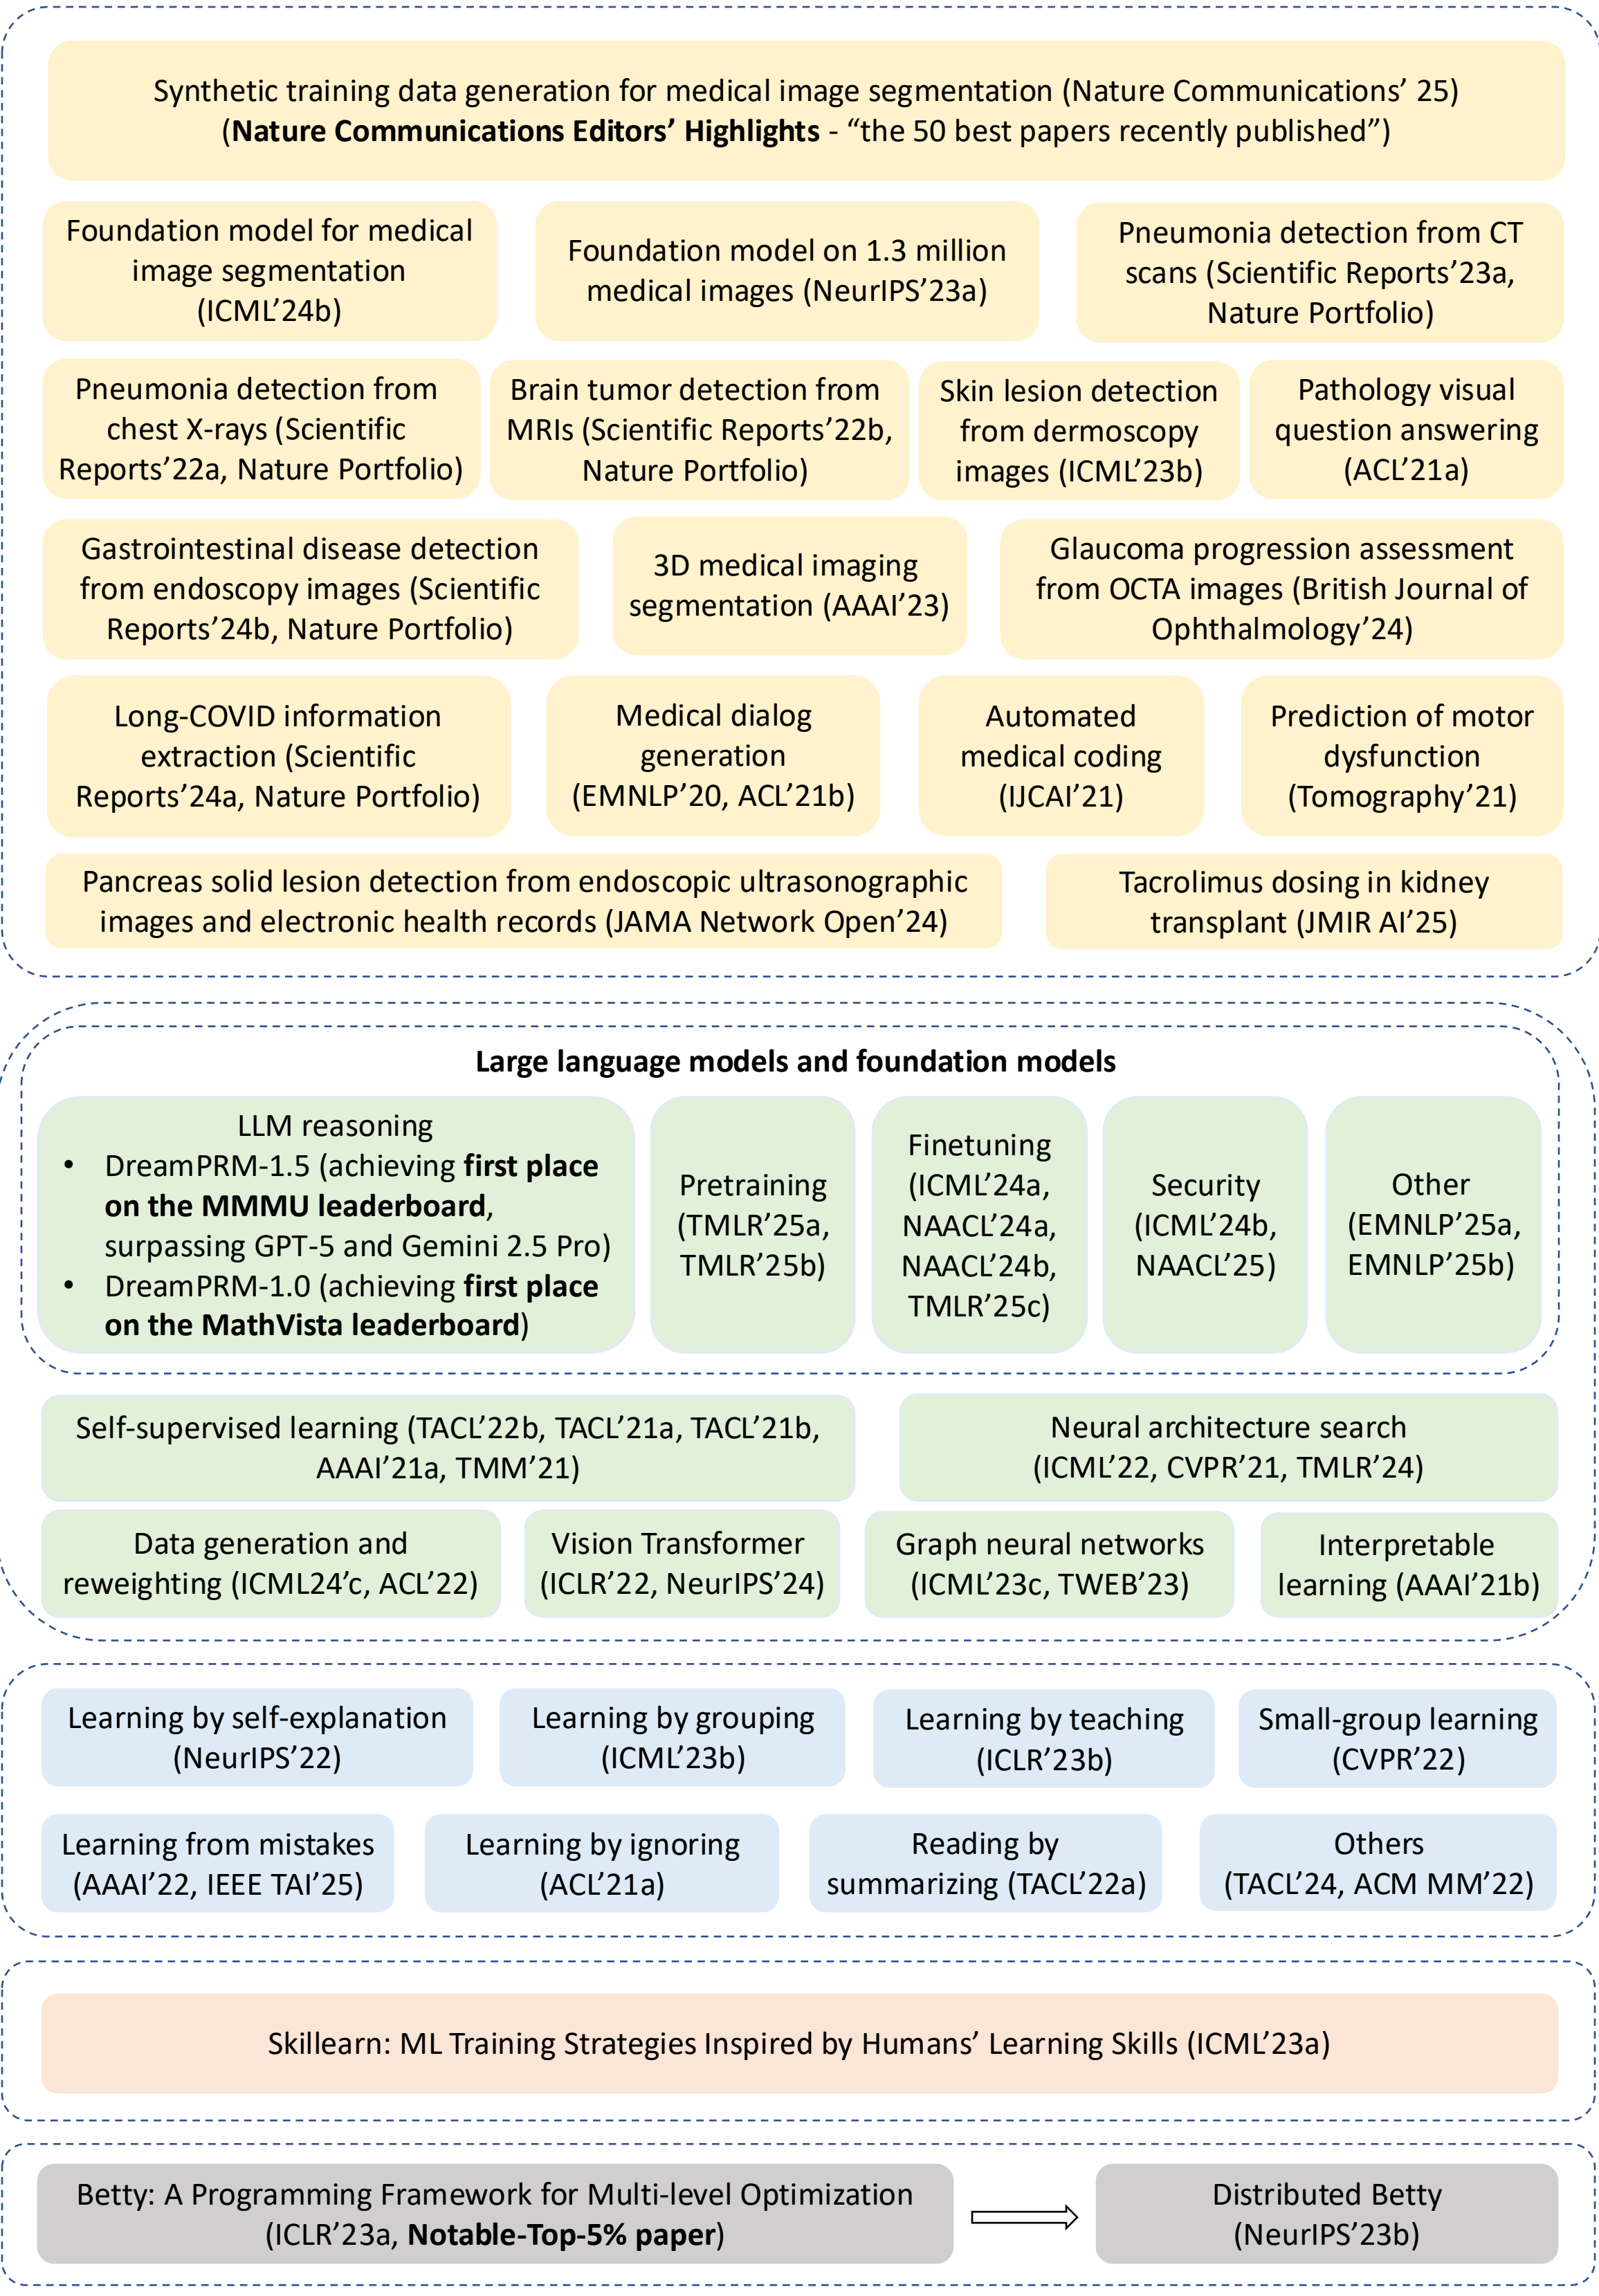 Synthetic training data generation for medical image segmentation (Nature Communications’ 25)
(Nature Communications Editors’ Highlights - “the 50 best papers recently published”)
Foundation model for medical
image segmentation
(ICML’24b)
Foundation model on 1.3 million
medical images (NeurIPS’23a)
Pneumonia detection from CT
scans (Scientific Reports’23a,
Nature Portfolio)
Pneumonia detection from
chest X-rays (Scientific
Reports’22a, Nature Portfolio)
Brain tumor detection from
MRIs (Scientific Reports’22b,
Nature Portfolio)
Skin lesion detection
from dermoscopy
images (ICML’23b)
Pathology visual
question answering
(ACL’21a)
Gastrointestinal disease detection
from endoscopy images (Scientific
Reports’24b, Nature Portfolio)
3D medical imaging
segmentation (AAAI’23)
Glaucoma progression assessment
from OCTA images (British Journal of
Ophthalmology’24)
Long-COVID information
extraction (Scientific
Reports’24a, Nature Portfolio)
Medical dialog
generation
(EMNLP’20, ACL’21b)
Automated
medical coding
(IJCAI’21)
Prediction of motor
dysfunction
(Tomography’21)
Pancreas solid lesion detection from endoscopic ultrasonographic
images and electronic health records (JAMA Network Open’24)
Tacrolimus dosing in kidney
transplant (JMIR AI’25)
Large language models and foundation models
LLM reasoning
• DreamPRM-1.5 (achieving first place
on the MMMU leaderboard,
surpassing GPT-5 and Gemini 2.5 Pro)
• DreamPRM-1.0 (achieving first place
on the MathVista leaderboard)
Pretraining
(TMLR’25a,
TMLR’25b)
Finetuning
(ICML’24a,
NAACL’24a,
NAACL’24b,
TMLR’25c)
Security
(ICML’24b,
NAACL’25)
Other
(EMNLP’25a,
EMNLP’25b)
Self-supervised learning (TACL’22b, TACL’21a, TACL’21b,
AAAI’21a, TMM’21)
Neural architecture search
(ICML’22, CVPR’21, TMLR’24)
Data generation and
reweighting (ICML24’c, ACL’22)
Vision Transformer
(ICLR’22, NeurIPS’24)
Graph neural networks
(ICML’23c, TWEB’23)
Interpretable
learning (AAAI’21b)
Learning by self-explanation
(NeurIPS’22)
Learning by grouping
(ICML’23b)
Learning by teaching
(ICLR’23b)
Small-group learning
(CVPR’22)
Learning from mistakes
(AAAI’22, IEEE TAI’25)
Learning by ignoring
(ACL’21a)
Reading by
summarizing (TACL’22a)
Others
(TACL’24, ACM MM’22)
Skillearn: ML Training Strategies Inspired by Humans’ Learning Skills (ICML’23a)
Betty: A Programming Framework for Multi-level Optimization
(ICLR’23a, Notable-Top-5% paper)
Distributed Betty
(NeurIPS’23b)